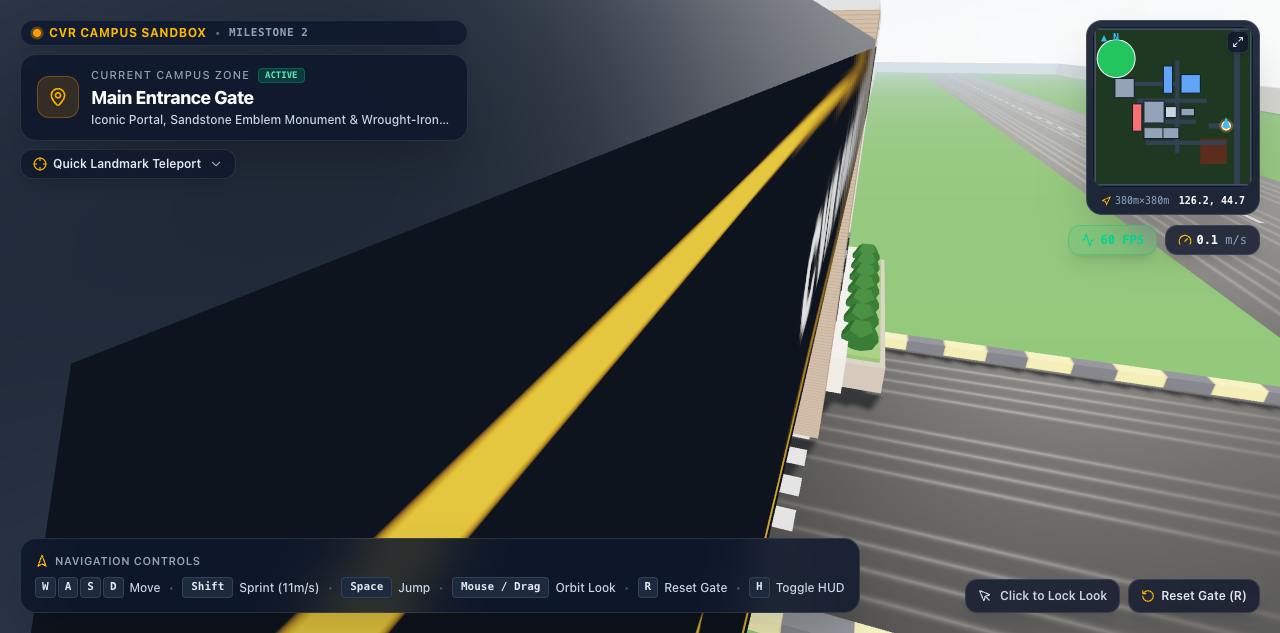 CVR CAMPUS SANDBOX • MILESTONE 2
CURRENT CAMPUS ZONE ACTIVE
Main Entrance Gate
Iconic Portal, Sandstone Emblem Monument & Wrought-Iron...
Quick Landmark Teleport
N
380m×380m 126.2, 44.7
60 FPS 0.1 m/s
NAVIGATION CONTROLS
W A S D Move • Shift Sprint (11m/s) • Space Jump • Mouse / Drag Orbit Look • R Reset Gate • H Toggle HUD
Click to Lock Look Reset Gate (R)